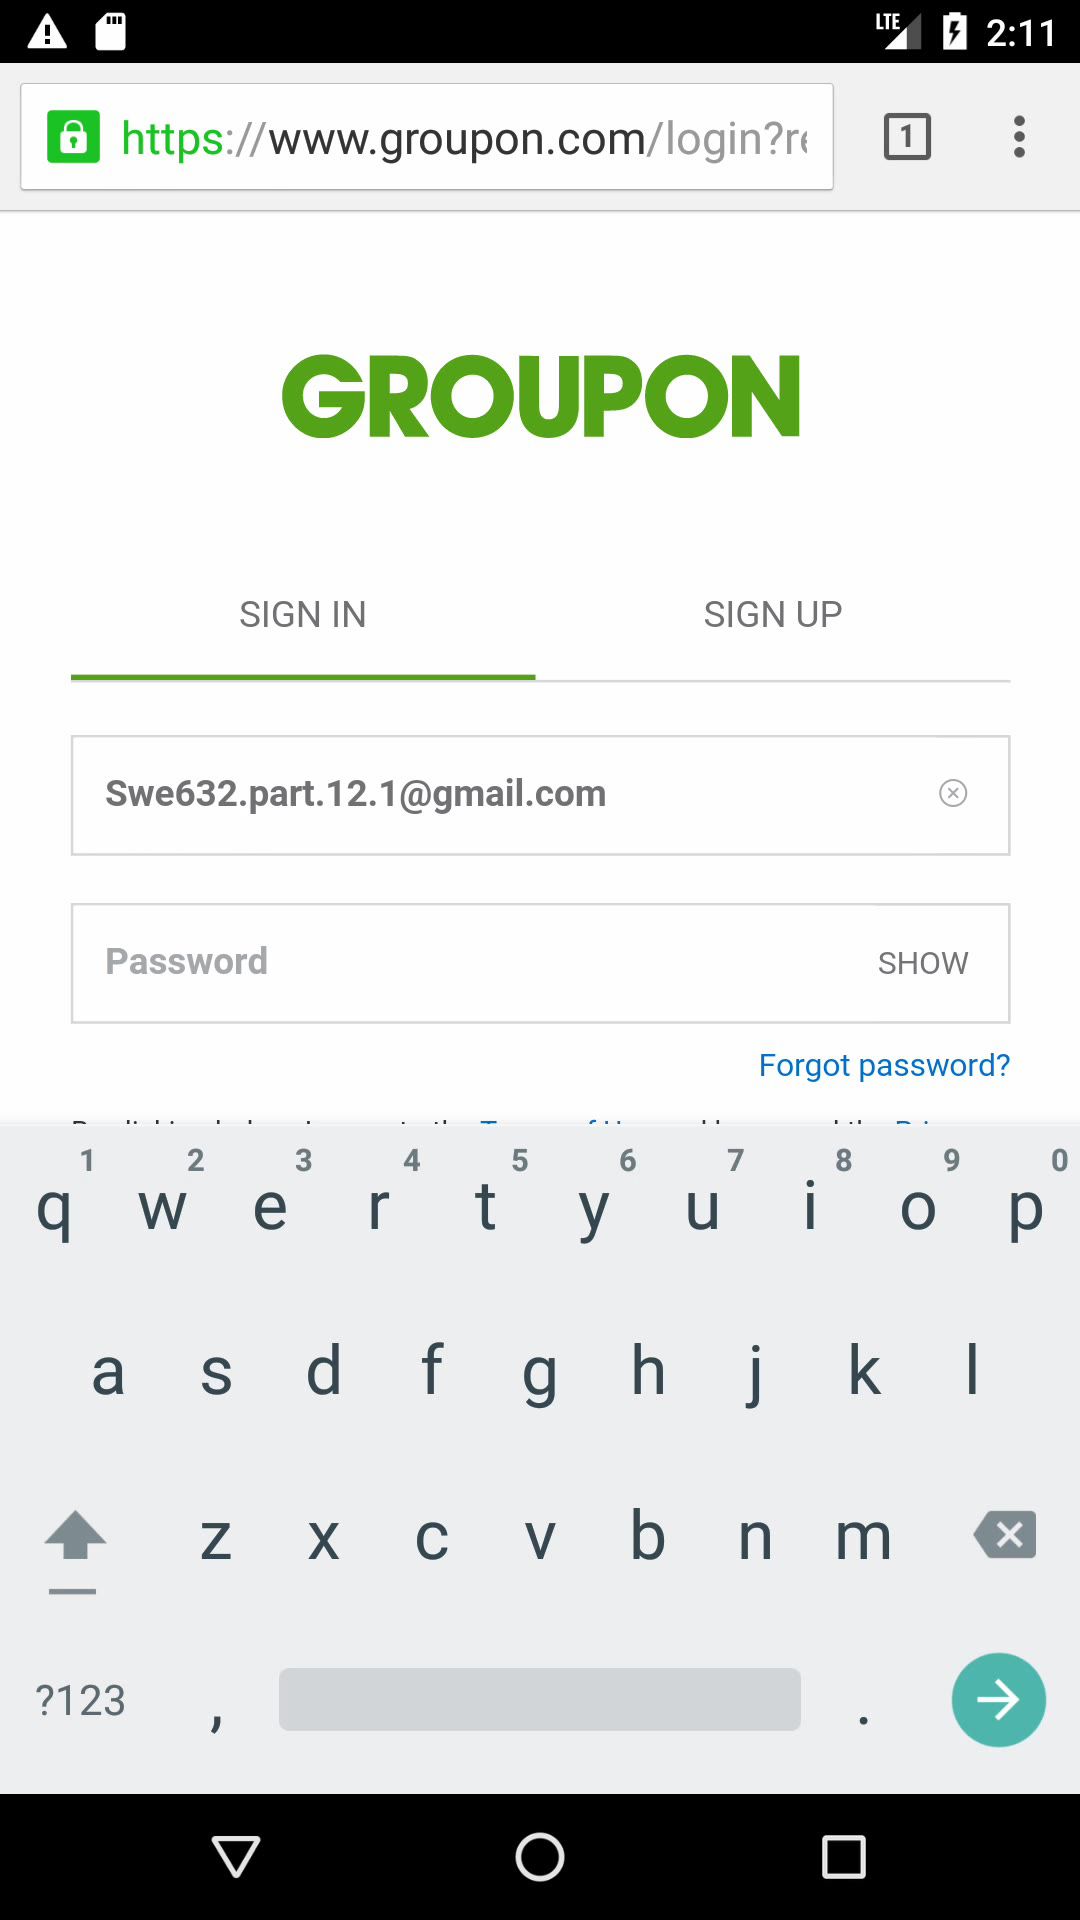 LTE 2:11
https://www.groupon.com/login?re
1
GROUPON
SIGN IN SIGN UP
Swe632.part.12.1@gmail.com
Password SHOW
Forgot password?
1 2 3 4 5 6 7 8 9 0
q w e r t y u i o p
a s d f g h j k l
z x c v b n m
?123 , .